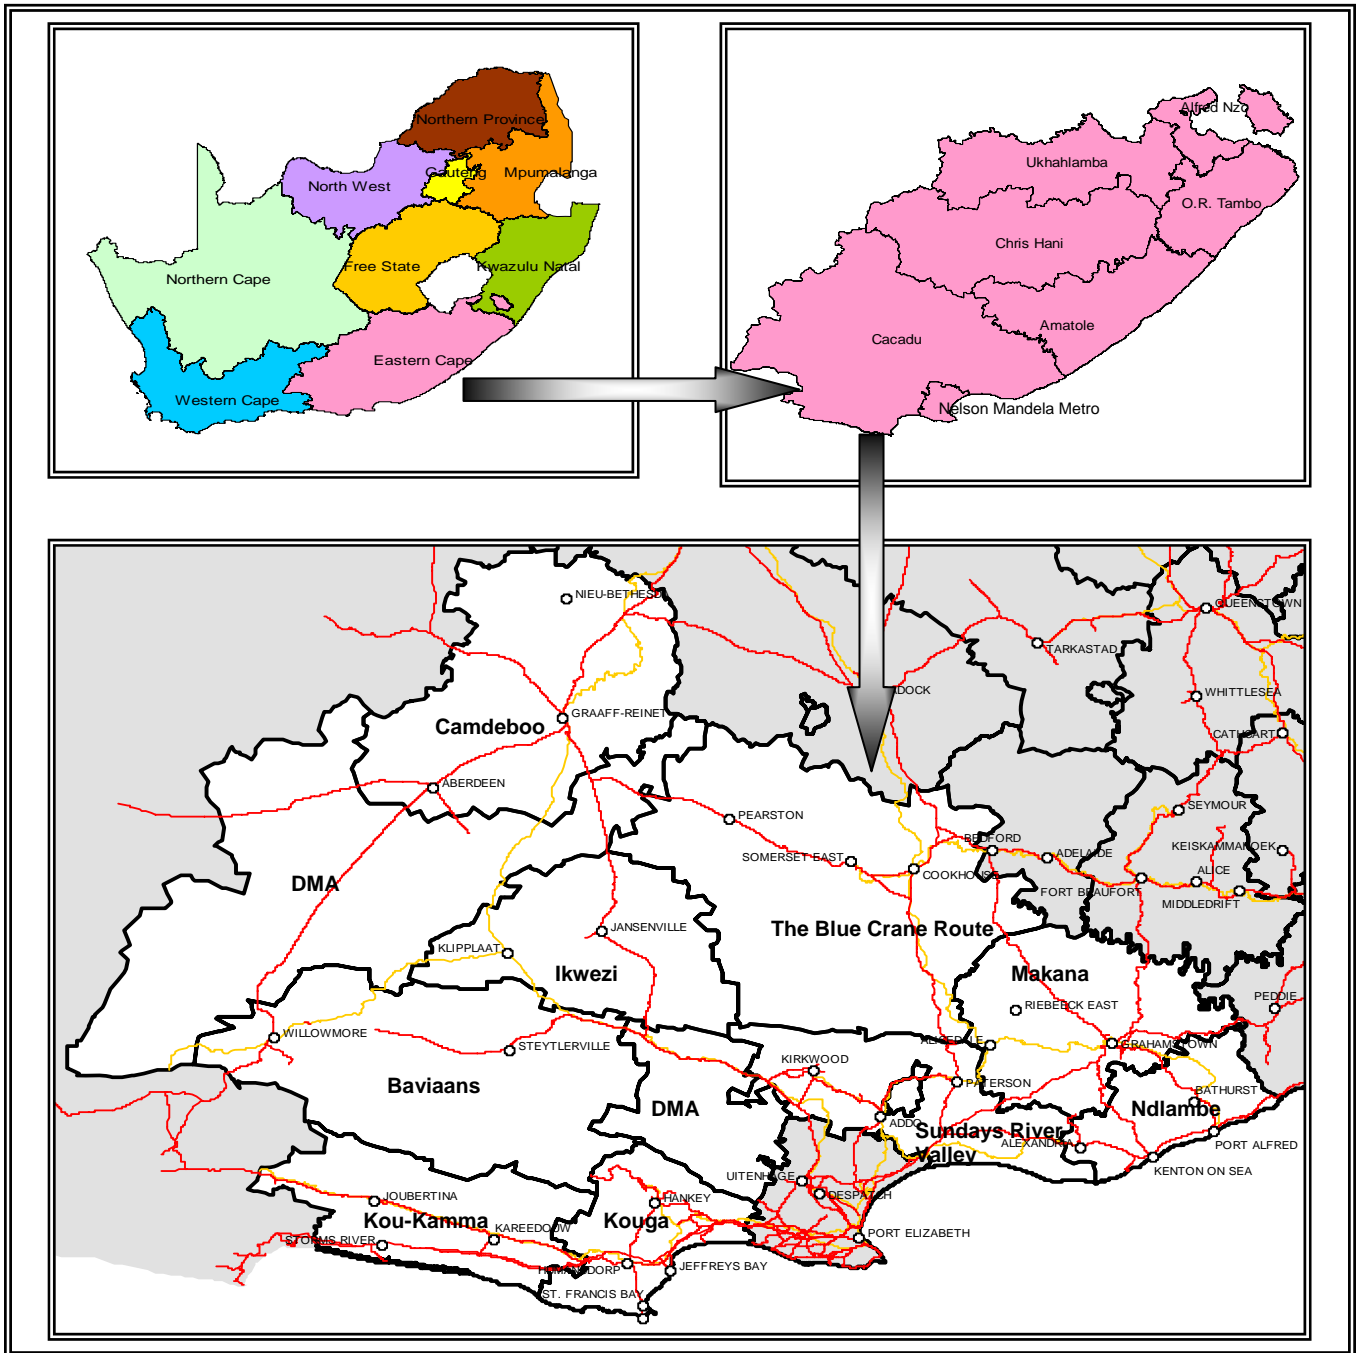 Northern Province
Gauteng
Mpumalanga
North West
Free State
Kwazulu Natal
Northern Cape
Eastern Cape
Western Cape
Alfred Nzo
Ukhahlamba
O.R. Tambo
Chris Hani
Amatole
Cacadu
Nelson Mandela Metro
NIEU-BETHESD
QUEENSTOWN
TARKASTAD
DOCK
WHITTLESEA
GRAAFF-REINET
Camdeboo
CATHCART
ABERDEEN
SEYMOUR
PEARSTON
BEDFORD
KEISKAMMAHOEK
SOMERSET EAST
ADELAIDE
COOKHOUSE
ALICE
DMA
FORT BEAUFORT
MIDDLEDRIFT
JANSENVILLE
The Blue Crane Route
KLIPPLAAT
Ikwezi
Makana
PEDDIE
RIEBEECK EAST
WILLOWMORE
STEYTLERVILLE
ALICEDALE
GRAHAMSTOWN
KIRKWOOD
Baviaans
PATERSON
BATHURST
DMA
Ndlambe
ADDO
Sundays River
Valley
ALEXANDRIA
PORT ALFRED
KENTON ON SEA
UITENHAGE
DESPATCH
JOUBERTINA
HANKEY
Kou-Kamma
KAREEDOUW
Kouga
STORMS RIVER
PORT ELIZABETH
HUMANSDORP
JEFFREYS BAY
ST. FRANCIS BAY